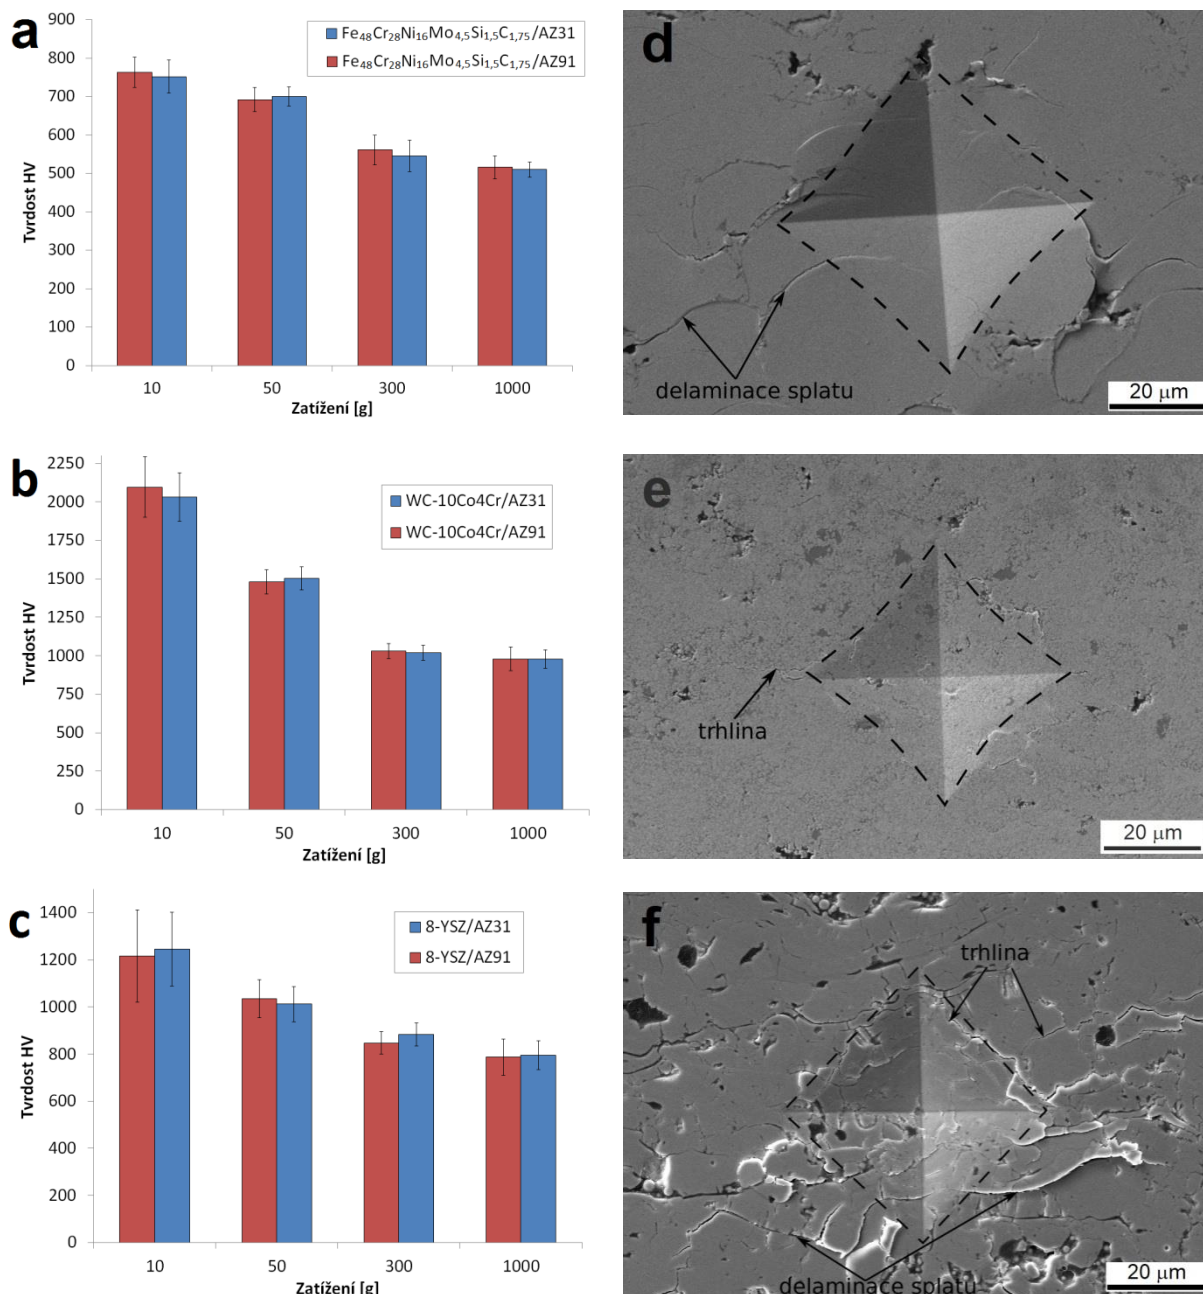 a
900
800
700
600
500
400
300
200
100
0
Tvrdost HV
Fe48Cr28Ni16Mo4,5Si1,5C1,75/AZ31
Fe48Cr28Ni16Mo4,5Si1,5C1,75/AZ91
10 50 300 1000
Zatížení [g]
d
delaminace splatu
20 μm
b
2250
2000
1750
1500
1250
1000
750
500
250
0
Tvrdost HV
WC-10Co4Cr/AZ31
WC-10Co4Cr/AZ91
10 50 300 1000
Zatížení [g]
e
trhlina
20 μm
c
1400
1200
1000
800
600
400
200
0
Tvrdost HV
8-YSZ/AZ31
8-YSZ/AZ91
10 50 300 1000
Zatížení [g]
f
trhlina
delaminace splatu
20 μm